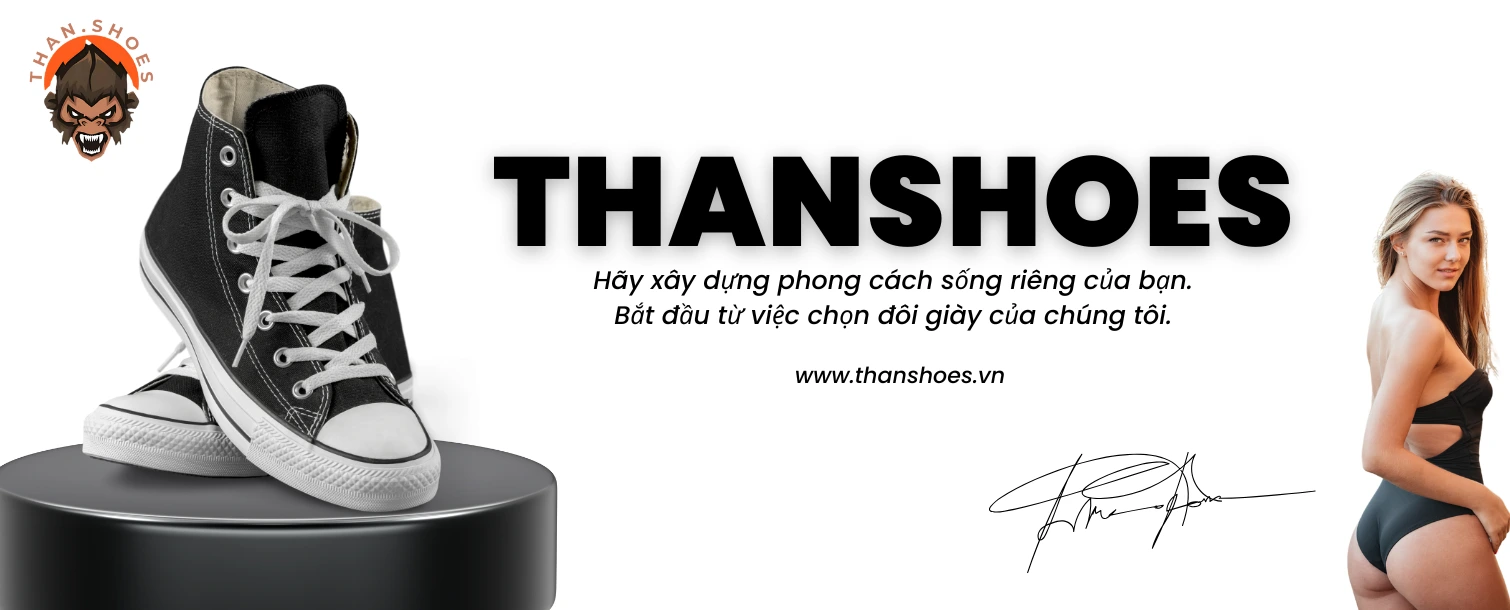 THAN.SHOES
THANSHOES
Hãy xây dựng phong cách sống riêng của bạn.
Bắt đầu từ việc chọn đôi giày của chúng tôi.
www.thanshoes.vn